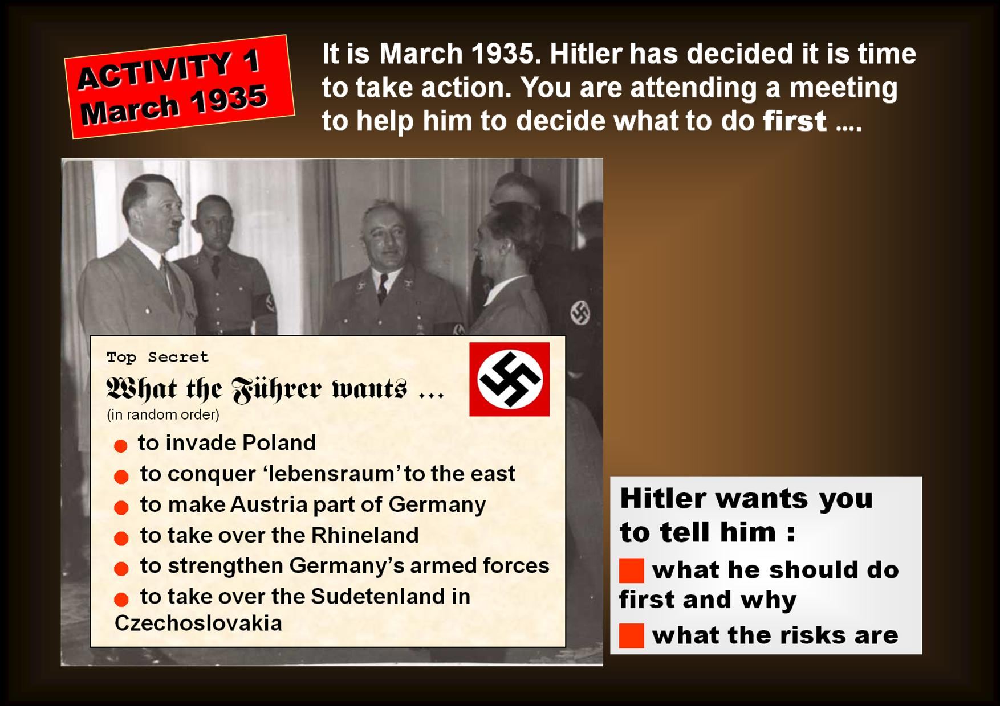 ACTIVITY 1
March 1935
It is March 1935. Hitler has decided it is time
to take action. You are attending a meeting
to help him to decide what to do first ....
Top Secret
What the Führer wants ...
(in random order)
to invade Poland
to conquer ‘lebensraum’ to the east
to make Austria part of Germany
to take over the Rhineland
to strengthen Germany’s armed forces
to take over the Sudetenland in
Czechoslovakia
Hitler wants you
to tell him :
what he should do
first and why
what the risks are